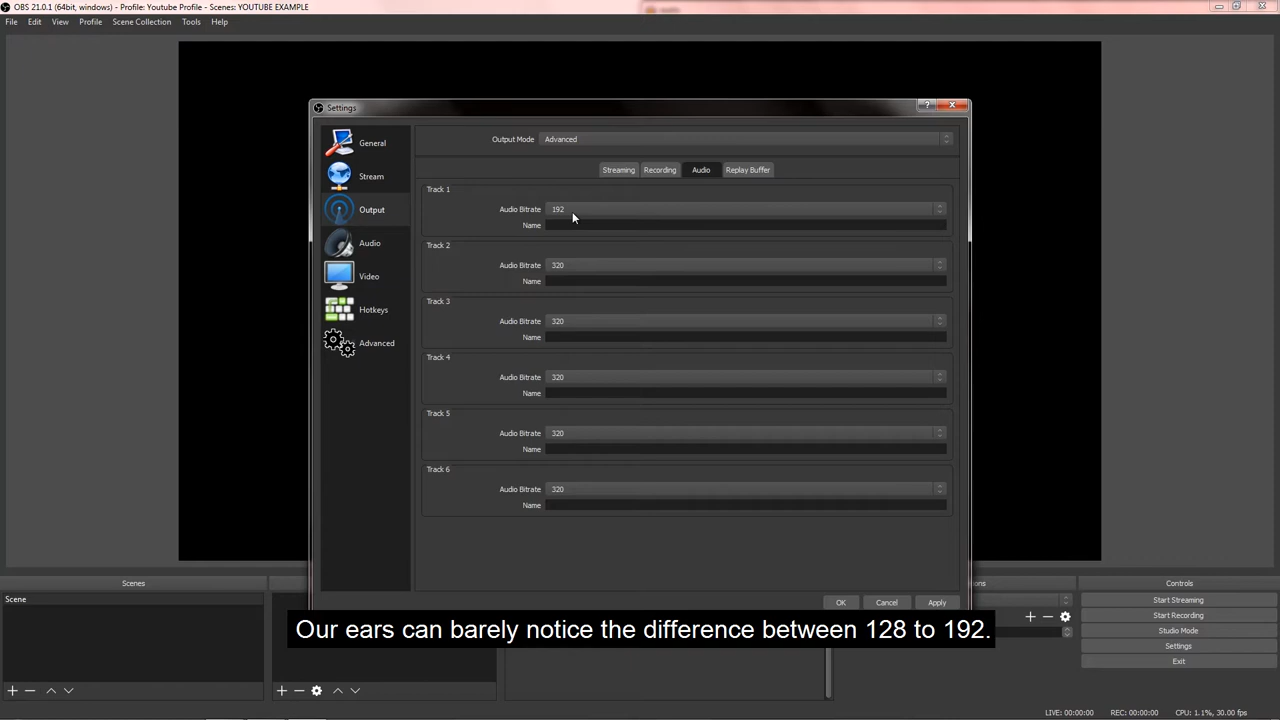 OBS 21.0.1 (64bit, windows) - Profile: Youtube Profile - Scenes: YOUTUBE EXAMPLE
File Edit View Profile Scene Collection Tools Help
Settings
General
Stream
Output
Audio
Video
Hotkeys
Advanced
Output Mode Advanced
Streaming Recording Audio Replay Buffer
Track 1
Audio Bitrate 192
Name
Track 2
Audio Bitrate 320
Name
Track 3
Audio Bitrate 320
Name
Track 4
Audio Bitrate 320
Name
Track 5
Audio Bitrate 320
Name
Track 6
Audio Bitrate 320
Name
OK Cancel Apply
Scenes
Scene
Controls
Start Streaming
Start Recording
Studio Mode
Settings
Exit
Our ears can barely notice the difference between 128 to 192.
LIVE: 00:00:00 REC: 00:00:00 CPU: 1.1%, 30.00 fps